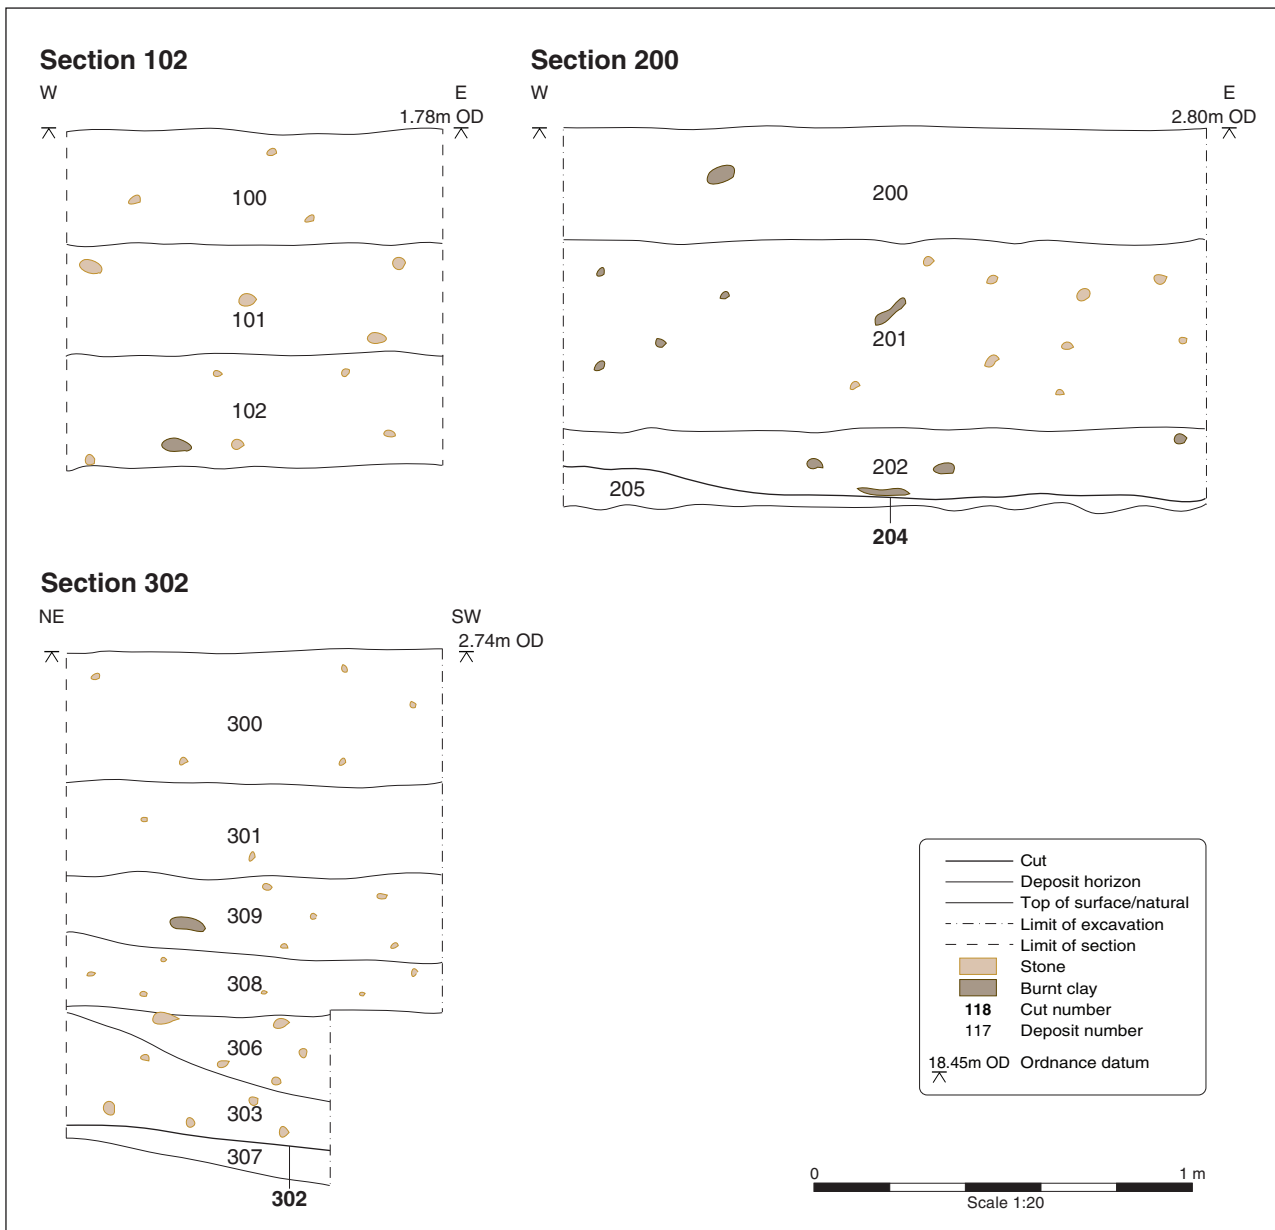 Section 102
W E
1.78m OD
100
101
102
Section 200
W E
2.80m OD
200
201
202
205
204
Section 302
NE SW
2.74m OD
300
301
309
308
306
303
307
302
Cut
Deposit horizon
Top of surface/natural
Limit of excavation
Limit of section
Stone
Burnt clay
118 Cut number
117 Deposit number
18.45m OD Ordnance datum
0 1 m
Scale 1:20